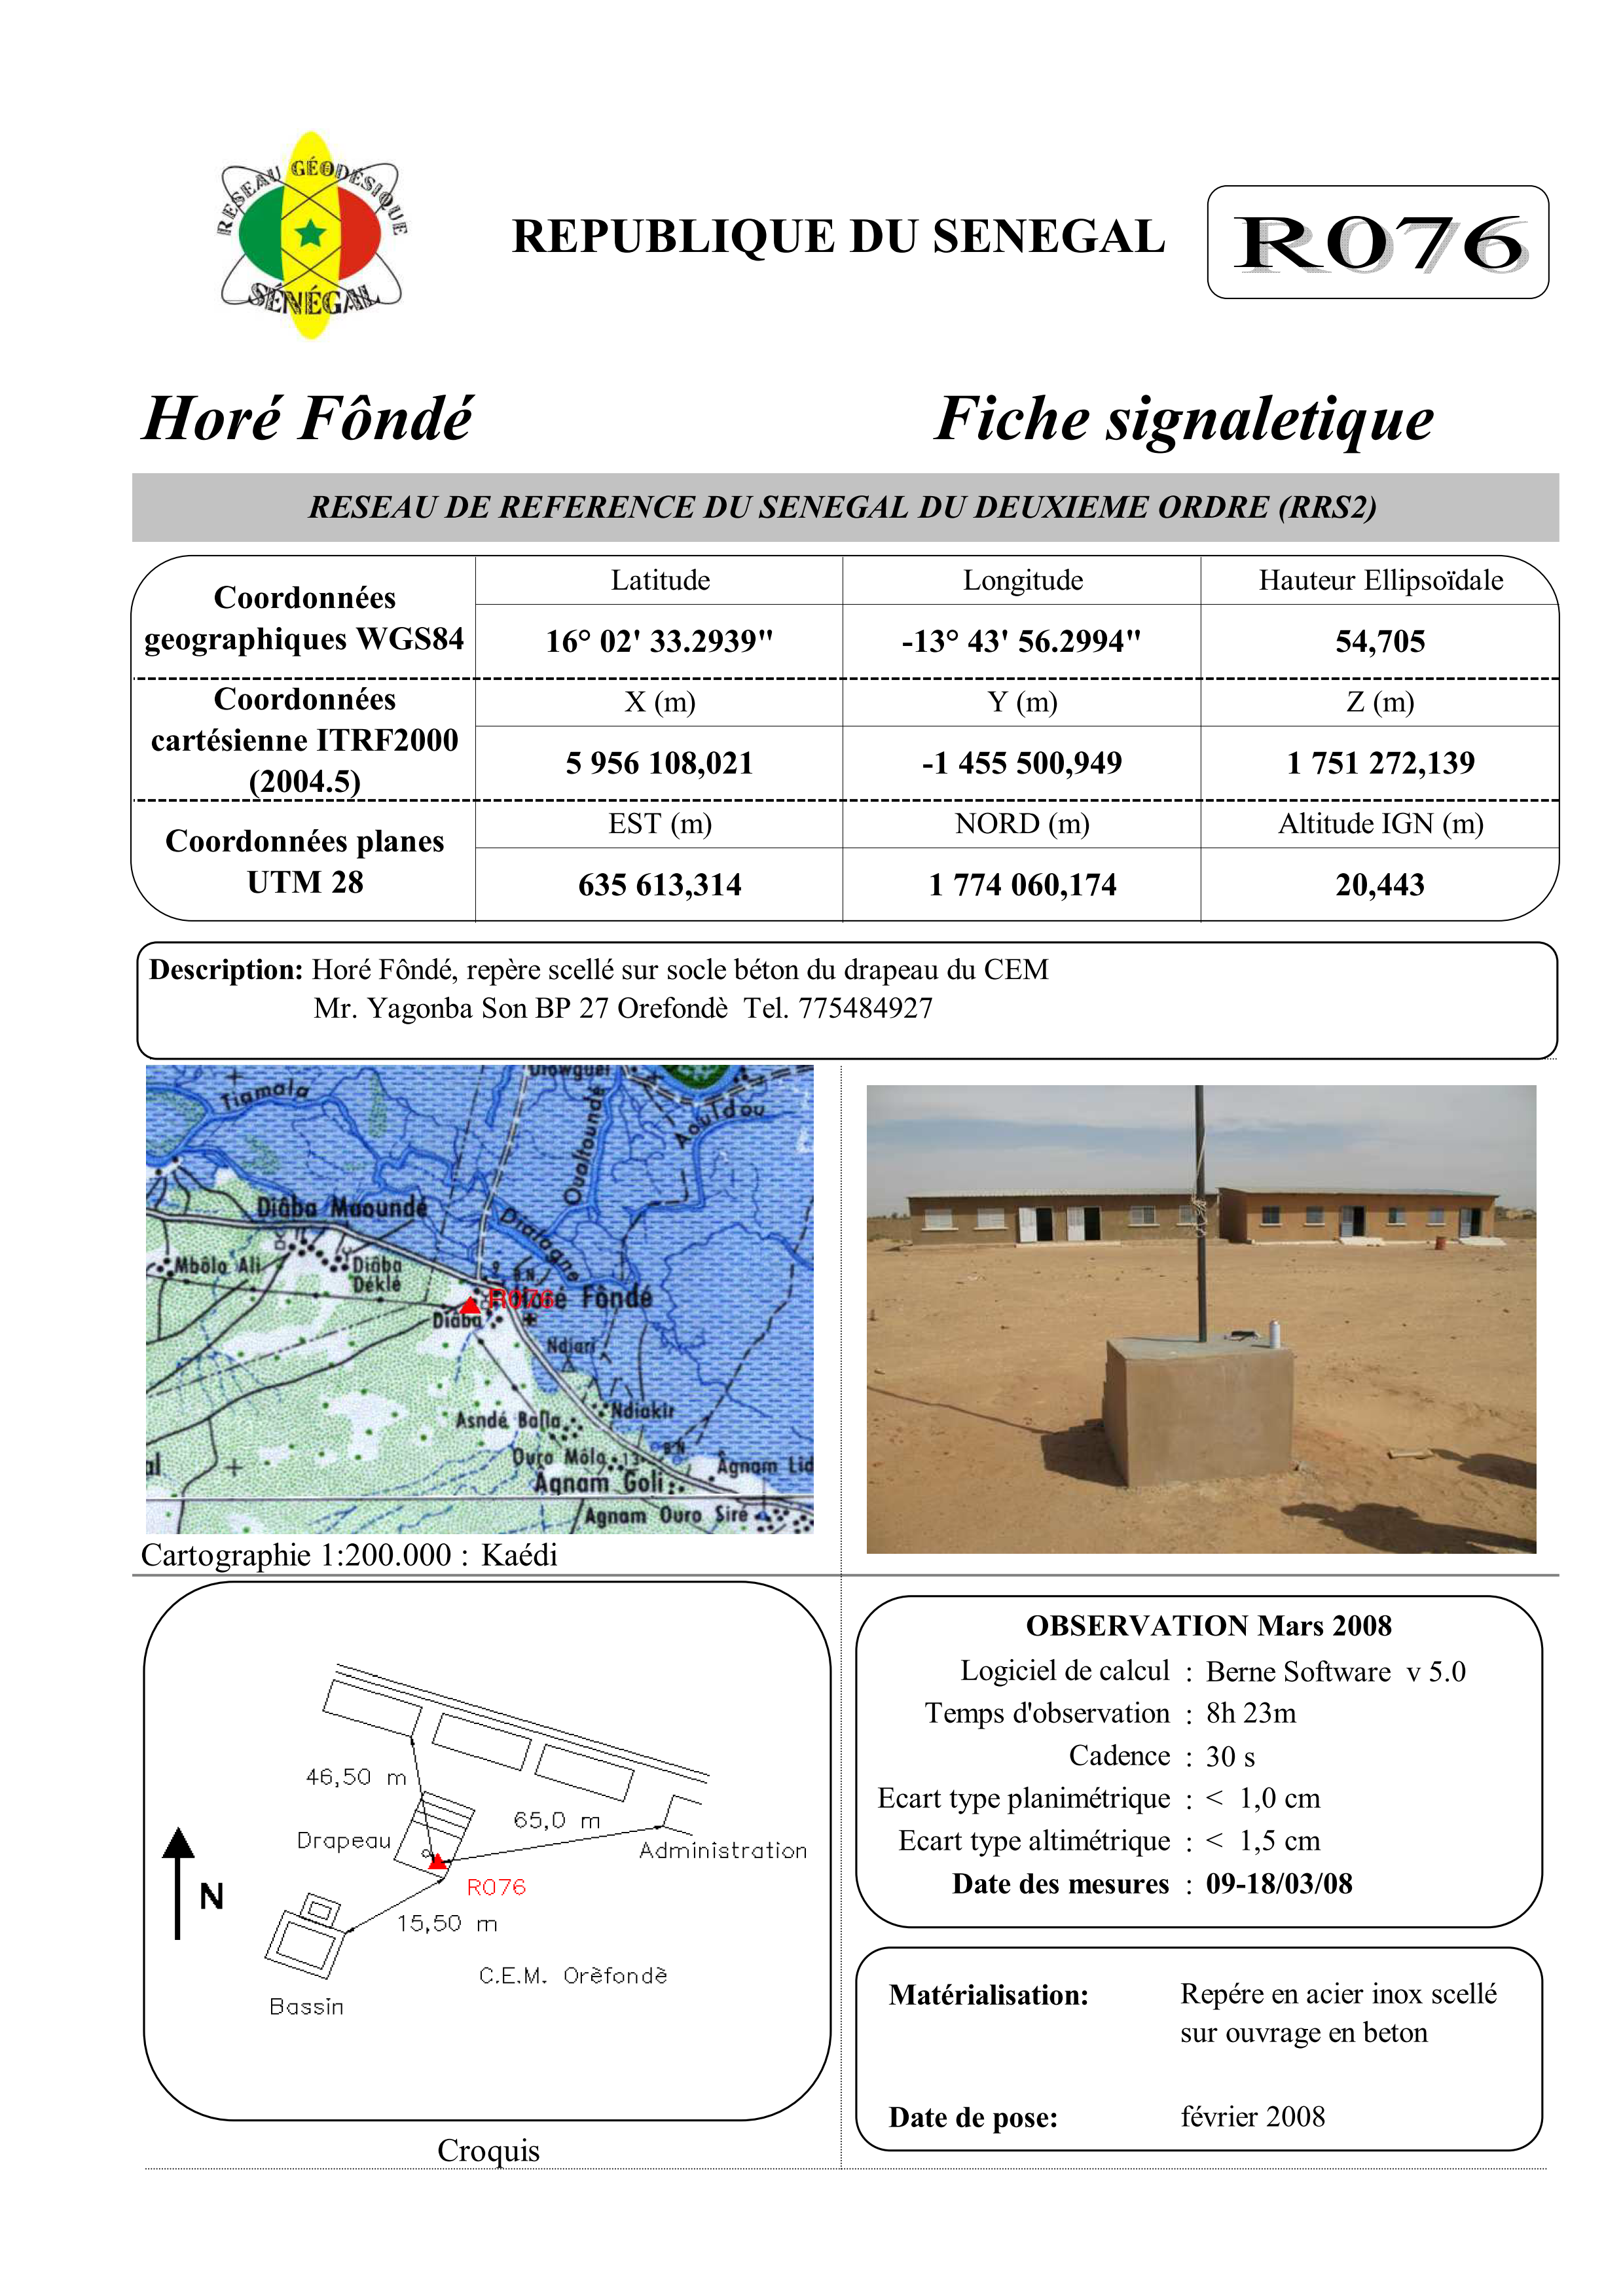 RESEAU GÉODÉSIQUE
SÉNÉGAL
REPUBLIQUE DU SENEGAL
R076
Horé Fôndé
Fiche signaletique
RESEAU DE REFERENCE DU SENEGAL DU DEUXIEME ORDRE (RRS2)
Coordonnées geographiques WGS84
Latitude Longitude Hauteur Ellipsoïdale
16° 02' 33.2939" -13° 43' 56.2994" 54,705
Coordonnées cartésienne ITRF2000 (2004.5)
X (m) Y (m) Z (m)
5 956 108,021 -1 455 500,949 1 751 272,139
Coordonnées planes UTM 28
EST (m) NORD (m) Altitude IGN (m)
635 613,314 1 774 060,174 20,443
Description: Horé Fôndé, repère scellé sur socle béton du drapeau du CEM
Mr. Yagonba Son BP 27 Orefondè Tel. 775484927
Tiamala
Aouldou
Oualtoundé
Diâba Maoundé
Dialagne
Mbôlo Ali
Diâba
Déklé
B.N.
R076
Fôndé
Diâba
Ndiari
Asndé Balla
Ndiakir
Ouro Môlo
13
B.N.
Agnam Goli
Âgnam Lid
Agnam Ouro Siré
Cartographie 1:200.000 : Kaédi
46,50 m
65,0 m
Drapeau
Administration
R076
N
15,50 m
C.E.M. Orèfondè
Bassin
Croquis
OBSERVATION Mars 2008
Logiciel de calcul : Berne Software v 5.0
Temps d'observation : 8h 23m
Cadence : 30 s
Ecart type planimétrique : < 1,0 cm
Ecart type altimétrique : < 1,5 cm
Date des mesures : 09-18/03/08
Matérialisation: Repére en acier inox scellé
sur ouvrage en beton
Date de pose: février 2008